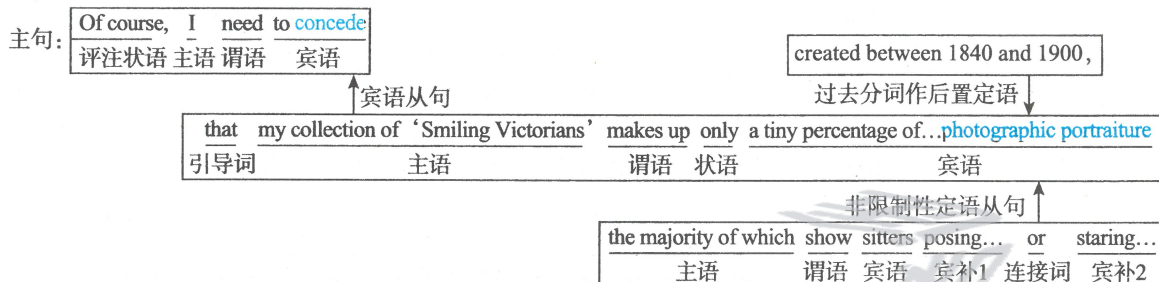 主句:
Of course, I need to concede
评注状语 主语 谓语 宾语
created between 1840 and 1900,
宾语从句
过去分词作后置定语
that my collection of ‘Smiling Victorians’ makes up only a tiny percentage of…photographic portraiture
引导词 主语 谓语 状语 宾语
非限制性定语从句
the majority of which show sitters posing… or staring…
主语 谓语 宾语 宾补1 连接词 宾补2